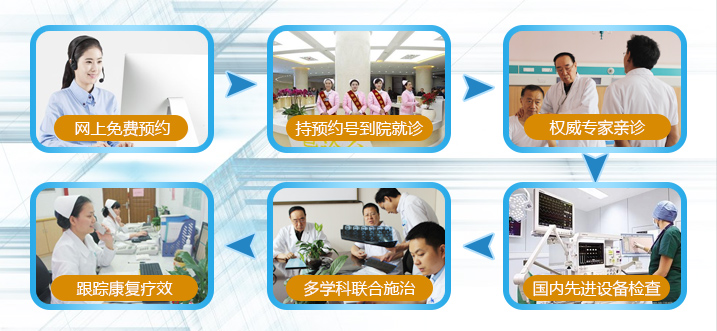 网上免费预约
持预约号到院就诊
权威专家亲诊
国内先进设备检查
多学科联合施治
跟踪康复疗效